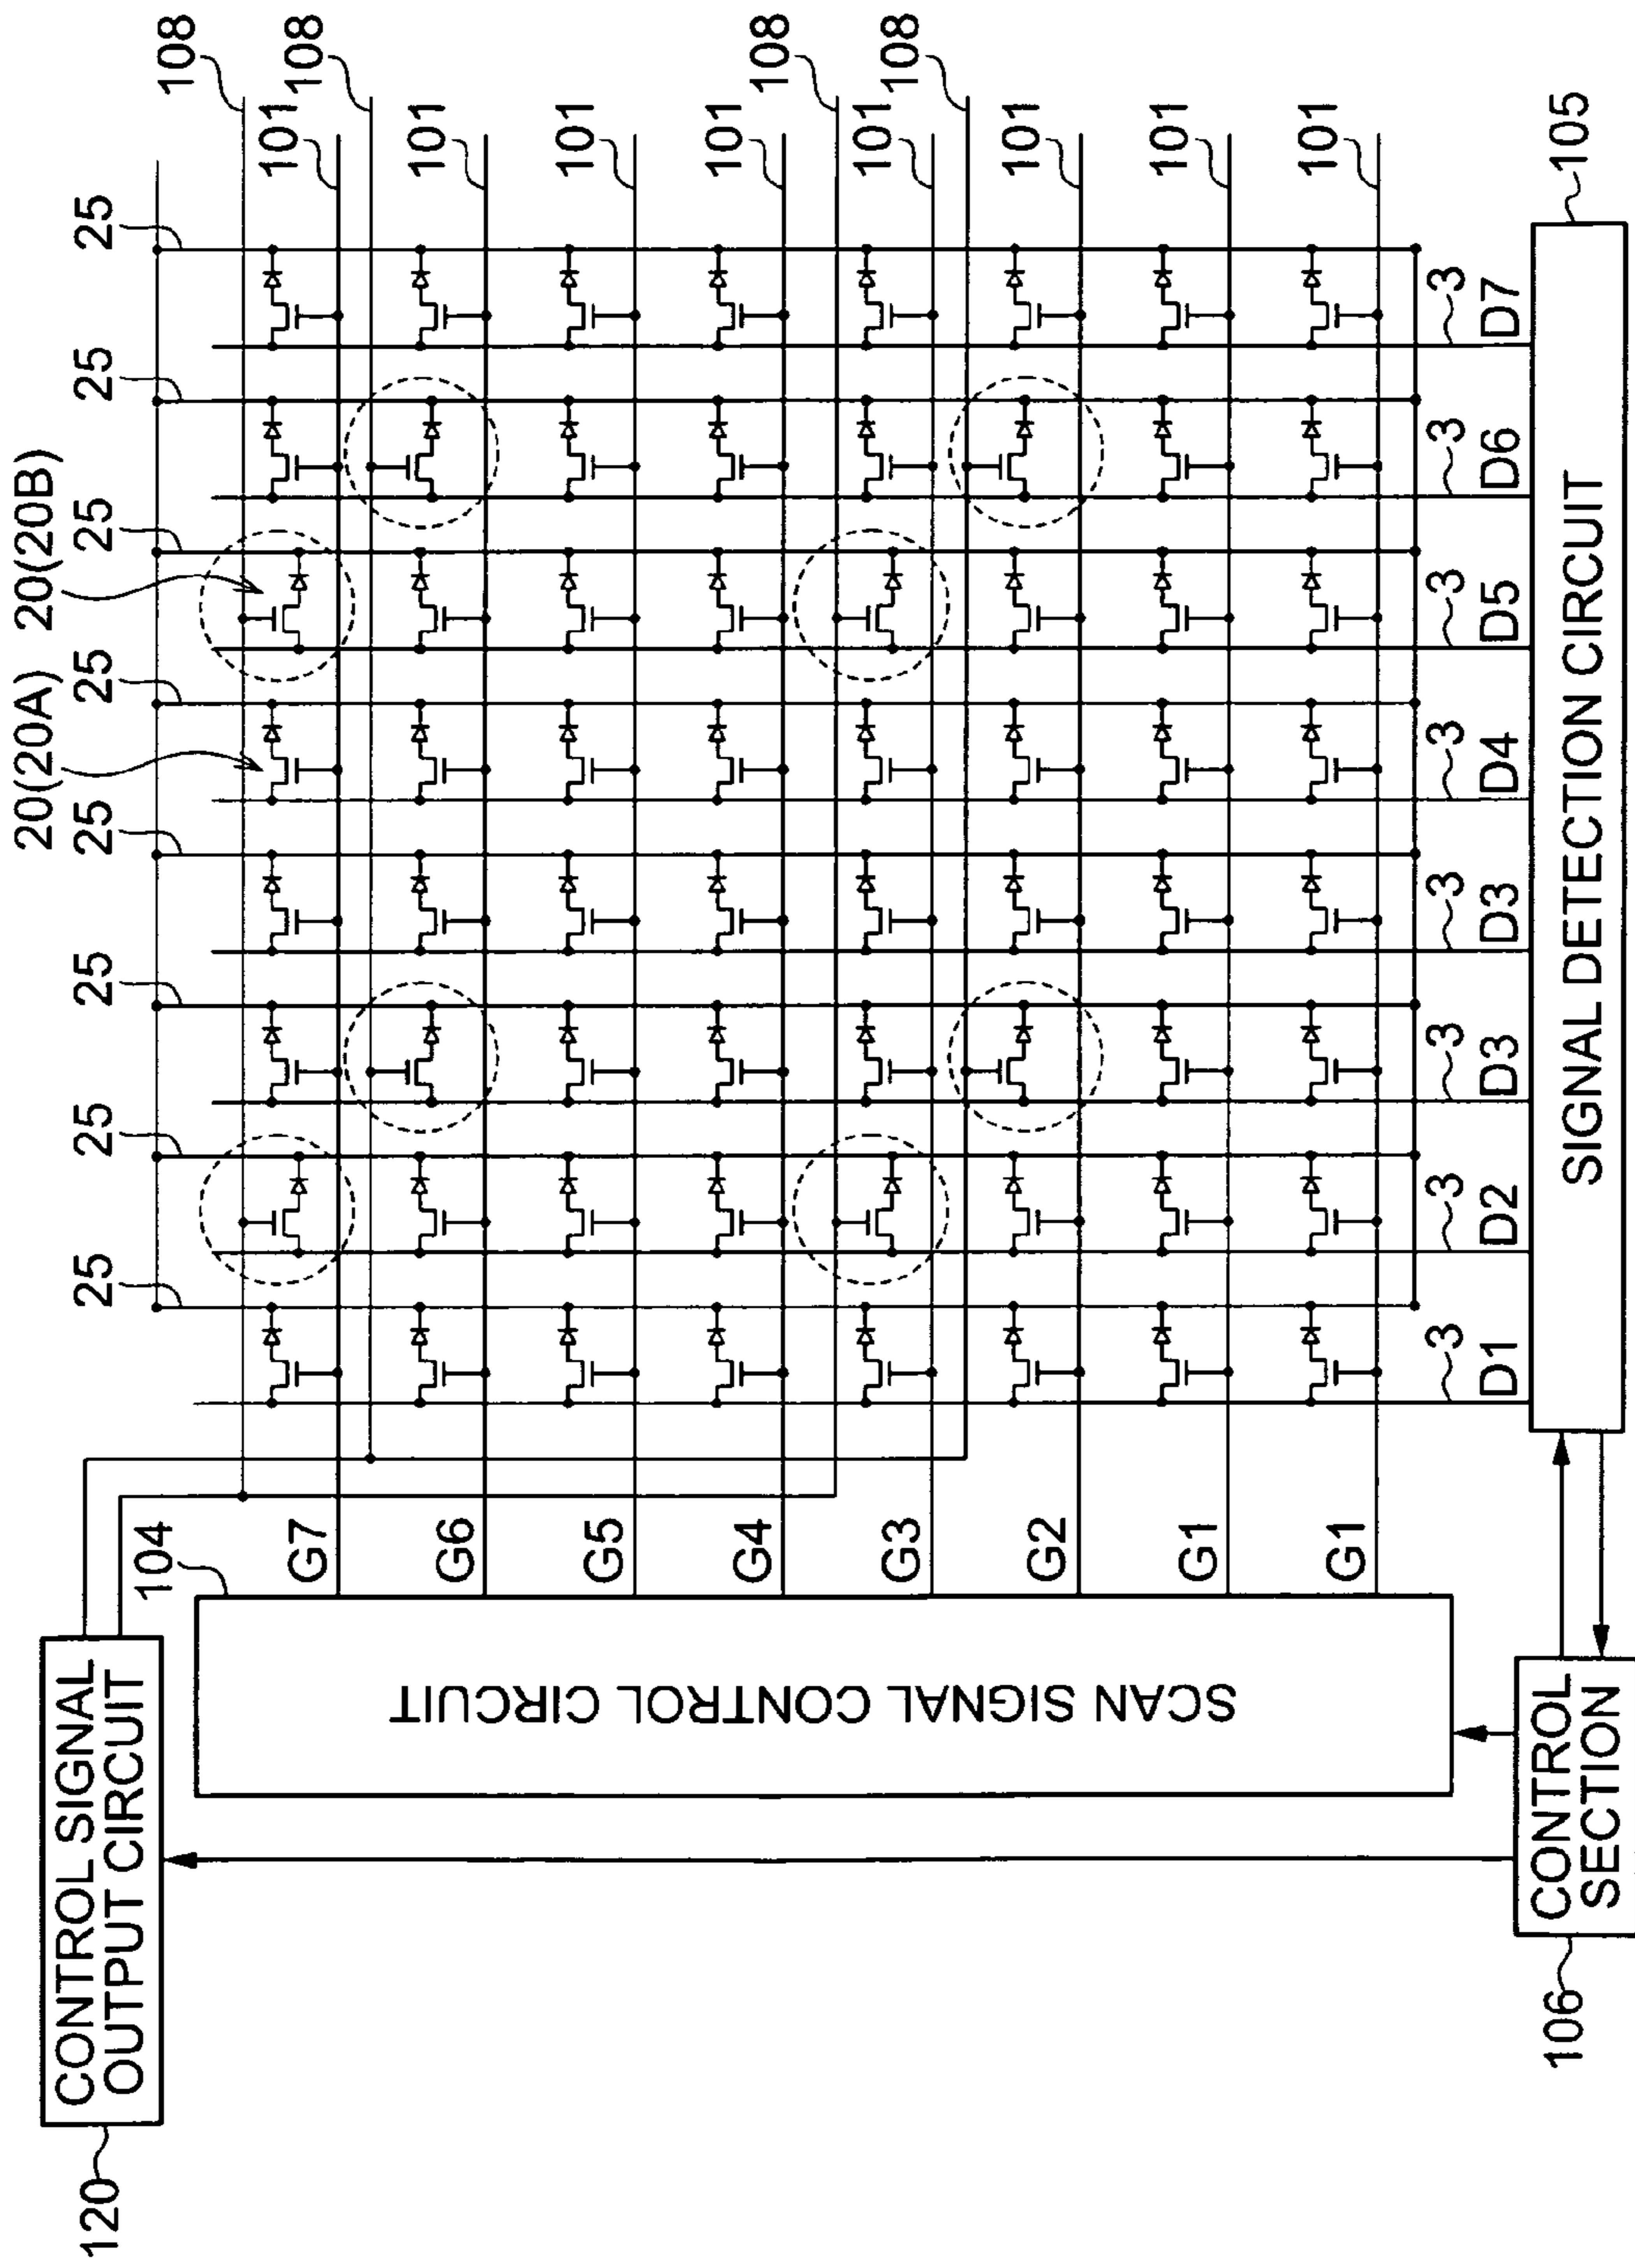 20(20A) 20(20B)
CONTROL SIGNAL
OUTPUT CIRCUIT
120
25 25 25 25 25 25 25 25
104
108
G7 101
108
G6 101
G5 101
G4 101
108
G3 101
108
G2 101
G1 101
G1 101
SCAN SIGNAL CONTROL CIRCUIT
3 3 3 3 3 3 3 3
D1 D2 D3 D3 D4 D5 D6 D7
CONTROL
SECTION
106
SIGNAL DETECTION CIRCUIT
105